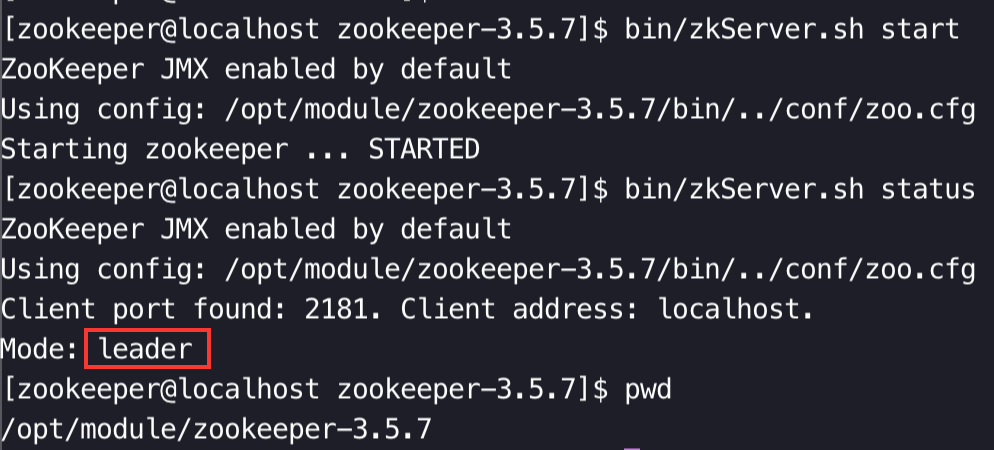 [zookeeper@localhost zookeeper-3.5.7]$ bin/zkServer.sh start
ZooKeeper JMX enabled by default
Using config: /opt/module/zookeeper-3.5.7/bin/../conf/zoo.cfg
Starting zookeeper ... STARTED
[zookeeper@localhost zookeeper-3.5.7]$ bin/zkServer.sh status
ZooKeeper JMX enabled by default
Using config: /opt/module/zookeeper-3.5.7/bin/../conf/zoo.cfg
Client port found: 2181. Client address: localhost.
Mode: leader
[zookeeper@localhost zookeeper-3.5.7]$ pwd
/opt/module/zookeeper-3.5.7